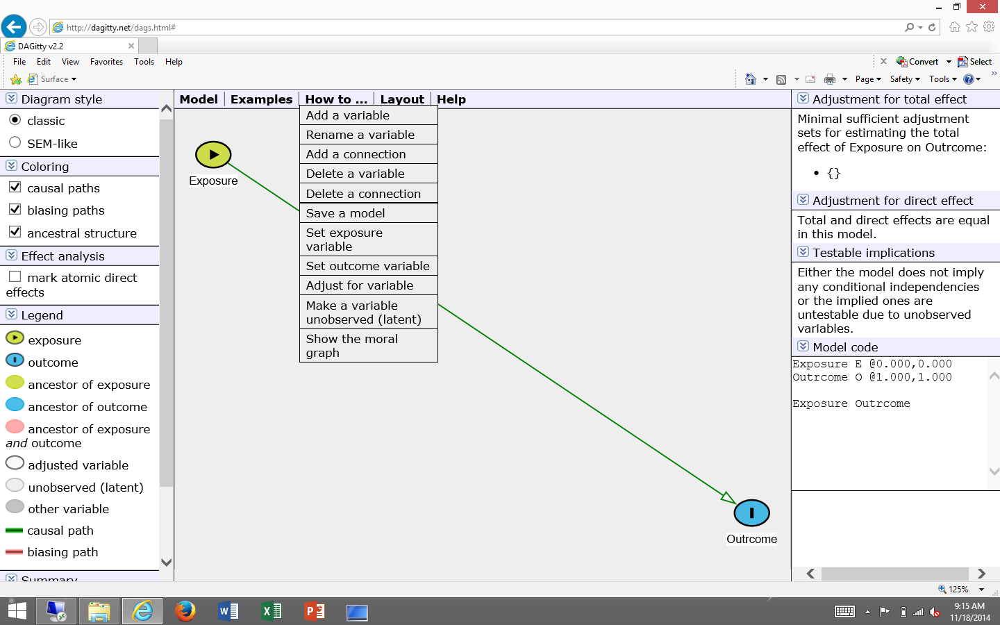 http://dagitty.net/dags.html#
DAGitty v2.2
File Edit View Favorites Tools Help
Convert Select
Surface
Page Safety Tools
Diagram style
classic
SEM-like
Coloring
causal paths
biasing paths
ancestral structure
Effect analysis
mark atomic direct
effects
Legend
exposure
outcome
ancestor of exposure
ancestor of outcome
ancestor of exposure
and outcome
adjusted variable
unobserved (latent)
other variable
causal path
biasing path
Summary
Model Examples How to ... Layout Help
Add a variable
Rename a variable
Add a connection
Delete a variable
Delete a connection
Save a model
Set exposure
variable
Set outcome variable
Adjust for variable
Make a variable
unobserved (latent)
Show the moral
graph
Exposure
Outrcome
Adjustment for total effect
Minimal sufficient adjustment
sets for estimating the total
effect of Exposure on Outrcome:
• {}
Adjustment for direct effect
Total and direct effects are equal
in this model.
Testable implications
Either the model does not imply
any conditional independencies
or the implied ones are
untestable due to unobserved
variables.
Model code
Exposure E @0.000,0.000
Outrcome O @1.000,1.000
Exposure Outrcome
125%
9:15 AM
11/18/2014